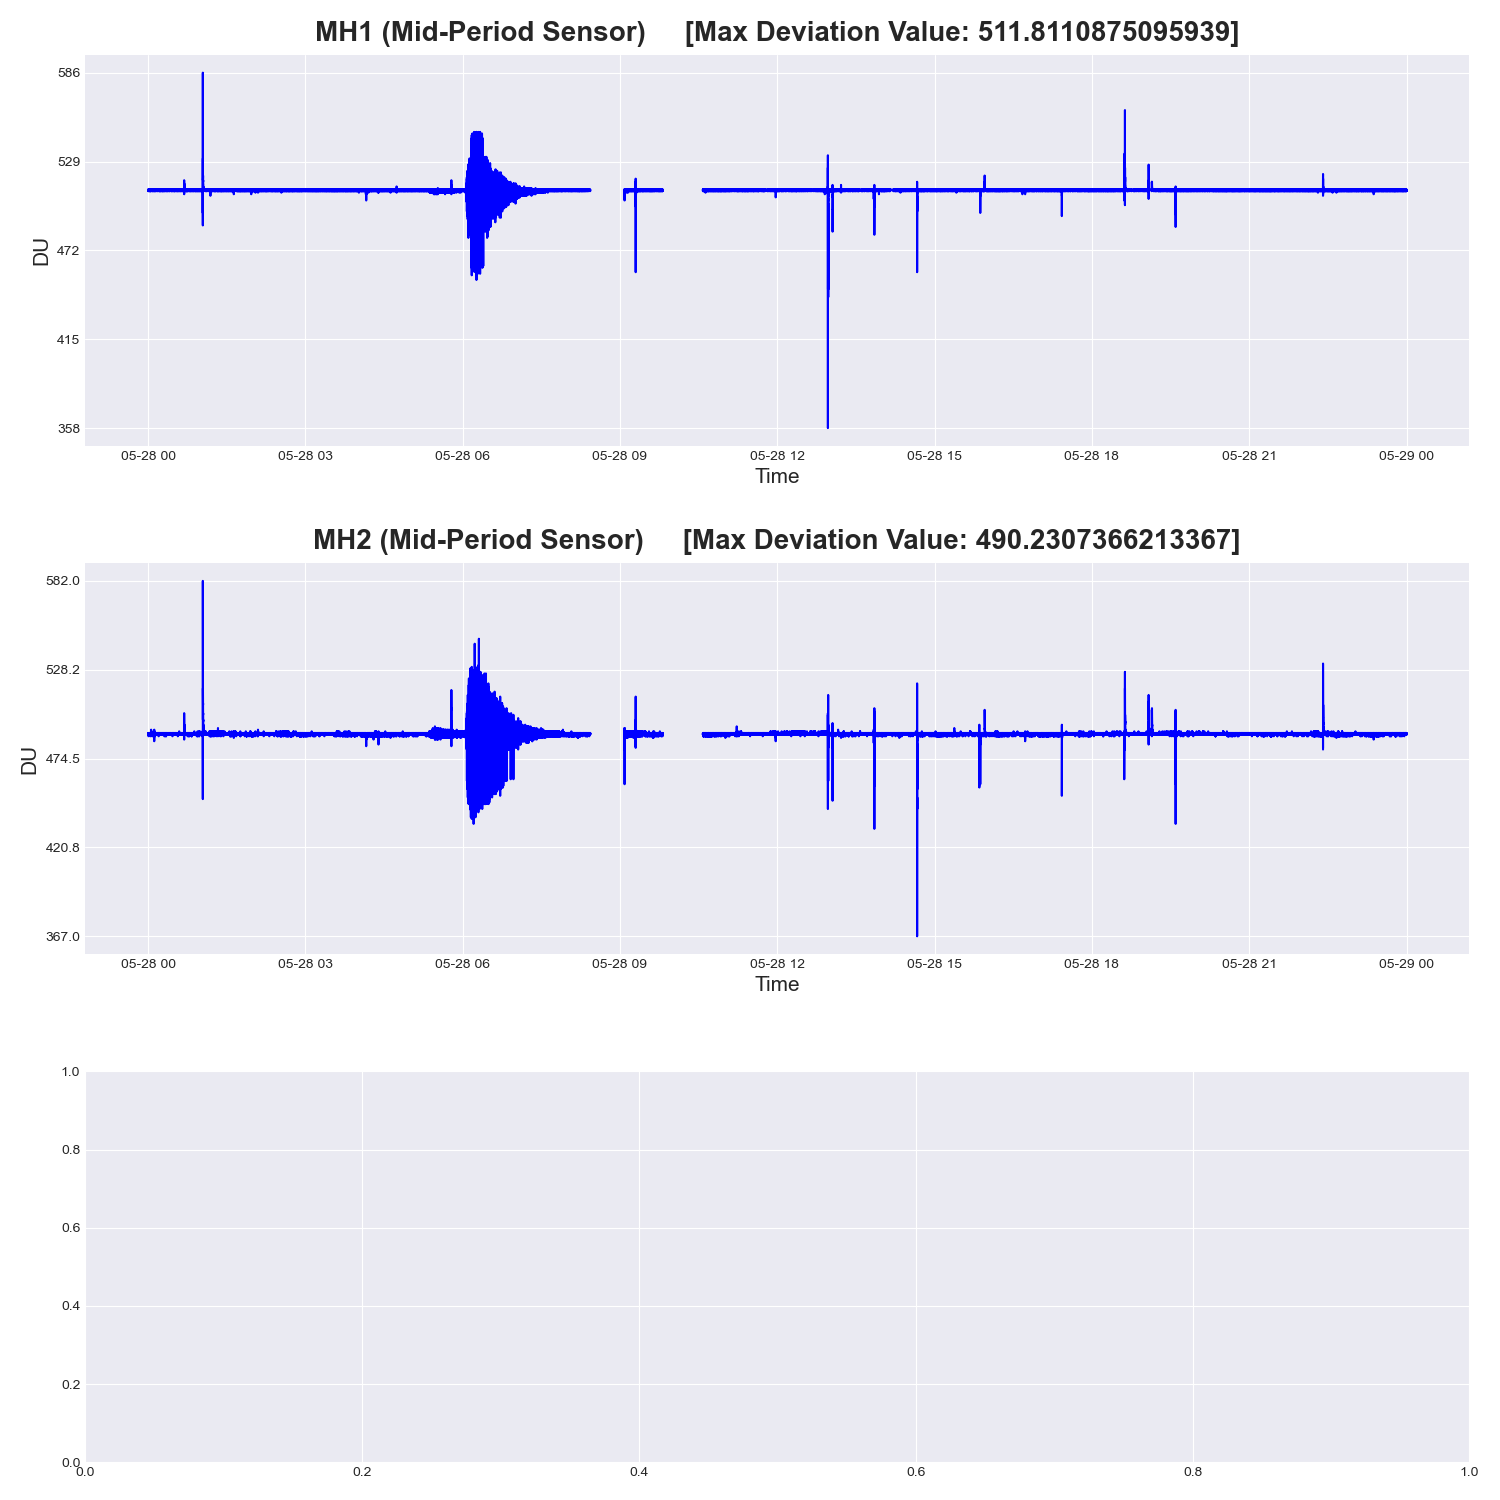 MH1 (Mid-Period Sensor) [Max Deviation Value: 511.8110875095939]
586
529
472
415
358
DU
05-28 00 05-28 03 05-28 06 05-28 09 05-28 12 05-28 15 05-28 18 05-28 21 05-29 00
Time
MH2 (Mid-Period Sensor) [Max Deviation Value: 490.2307366213367]
582.0
528.2
474.5
420.8
367.0
DU
05-28 00 05-28 03 05-28 06 05-28 09 05-28 12 05-28 15 05-28 18 05-28 21 05-29 00
Time
1.0
0.8
0.6
0.4
0.2
0.0
0.0 0.2 0.4 0.6 0.8 1.0